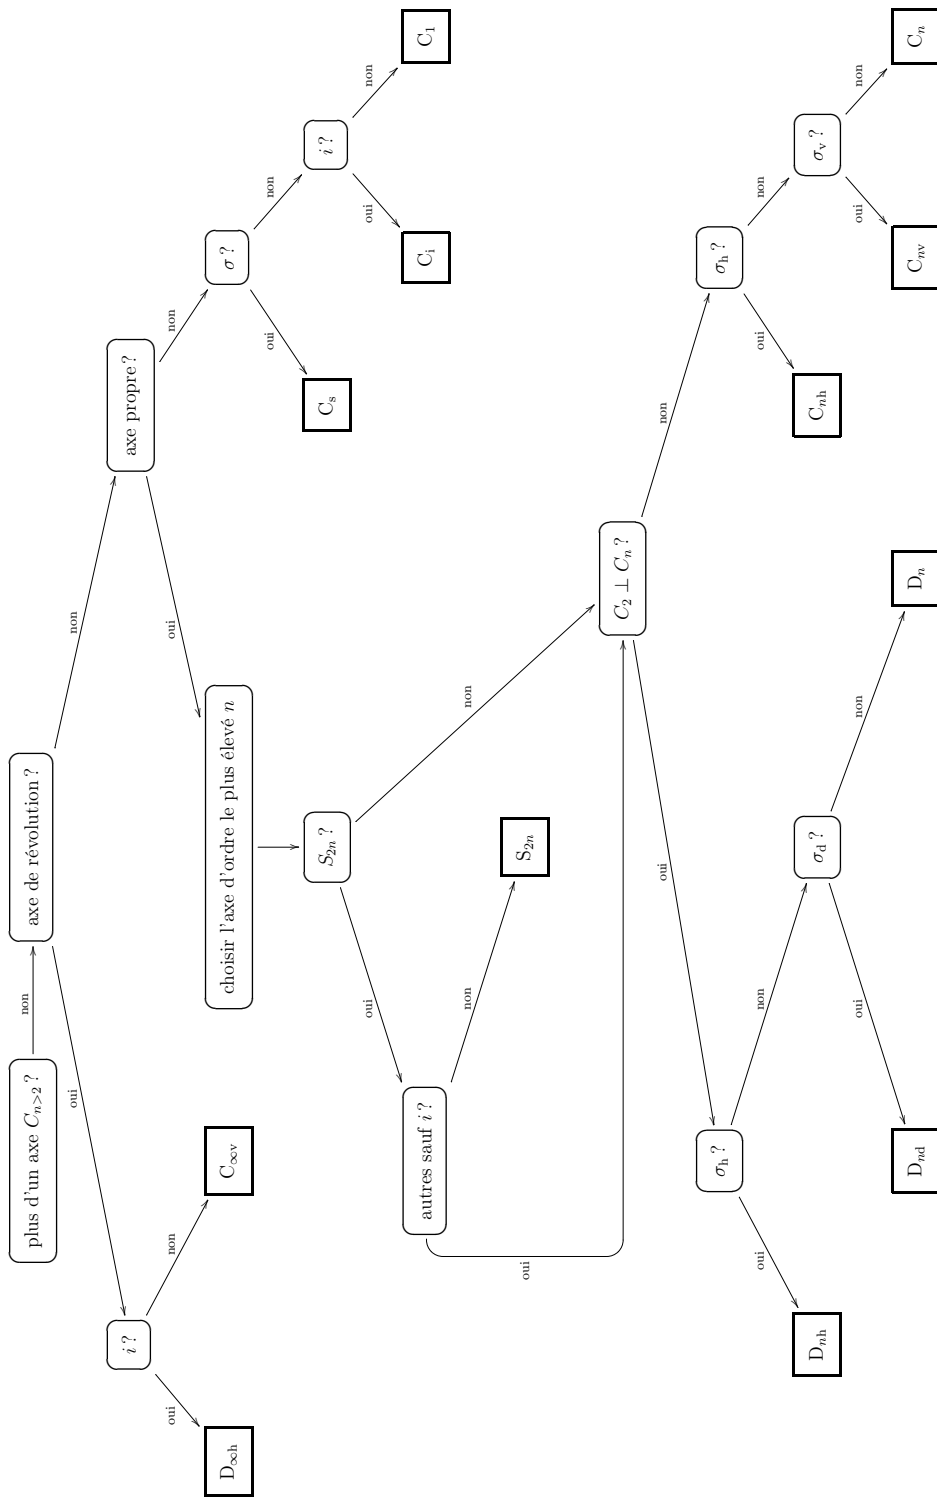 plus d'un axe Cₙ>₂ ?
non
axe de révolution ?
oui
non
i ?
axe propre ?
oui
non
oui
non
D∞h
C∞v
choisir l'axe d'ordre le plus élevé n
σ ?
S₂ₙ ?
oui
non
Cs
i ?
oui
non
oui
non
autres sauf i ?
Ci
C₁
oui
non
S₂ₙ
C₂ ⊥ Cₙ ?
oui
non
σh ?
σh ?
oui
non
oui
non
Dnh
σd ?
Cnh
σv ?
oui
non
oui
non
Dnd
Dn
Cnv
Cn